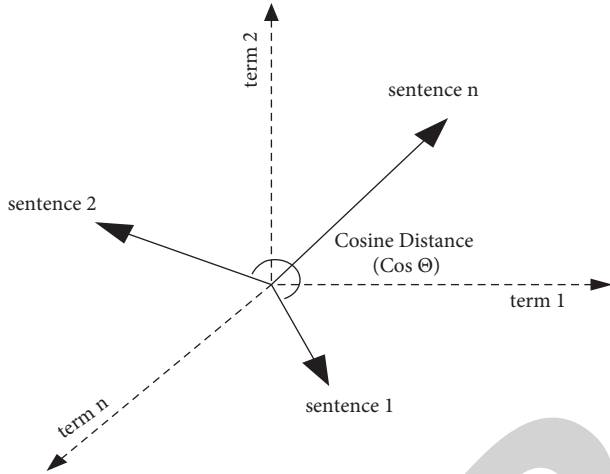 term 2
sentence n
sentence 2
Cosine Distance
(Cos Θ)
term 1
term n
sentence 1